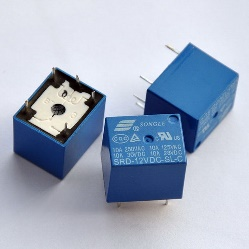 SONGLE
10A 250VAC 10A 125VAC
10A 30VDC 10A 28VDC
SRD-12VDC-SL-C